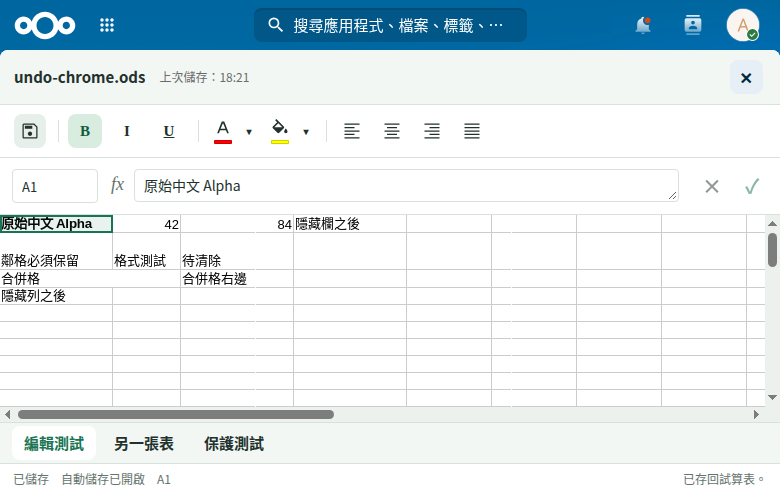 搜尋應用程式、檔案、標籤、…
A
undo-chrome.ods 上次儲存：18:21 ×
B I U A
A1 fx 原始中文 Alpha
原始中文 Alpha 42 84 隱藏欄之後
鄰格必須保留 格式測試 待清除
合併格 合併格右邊
隱藏列之後
編輯測試 另一張表 保護測試
已儲存 自動儲存已開啟 A1 已存回試算表。